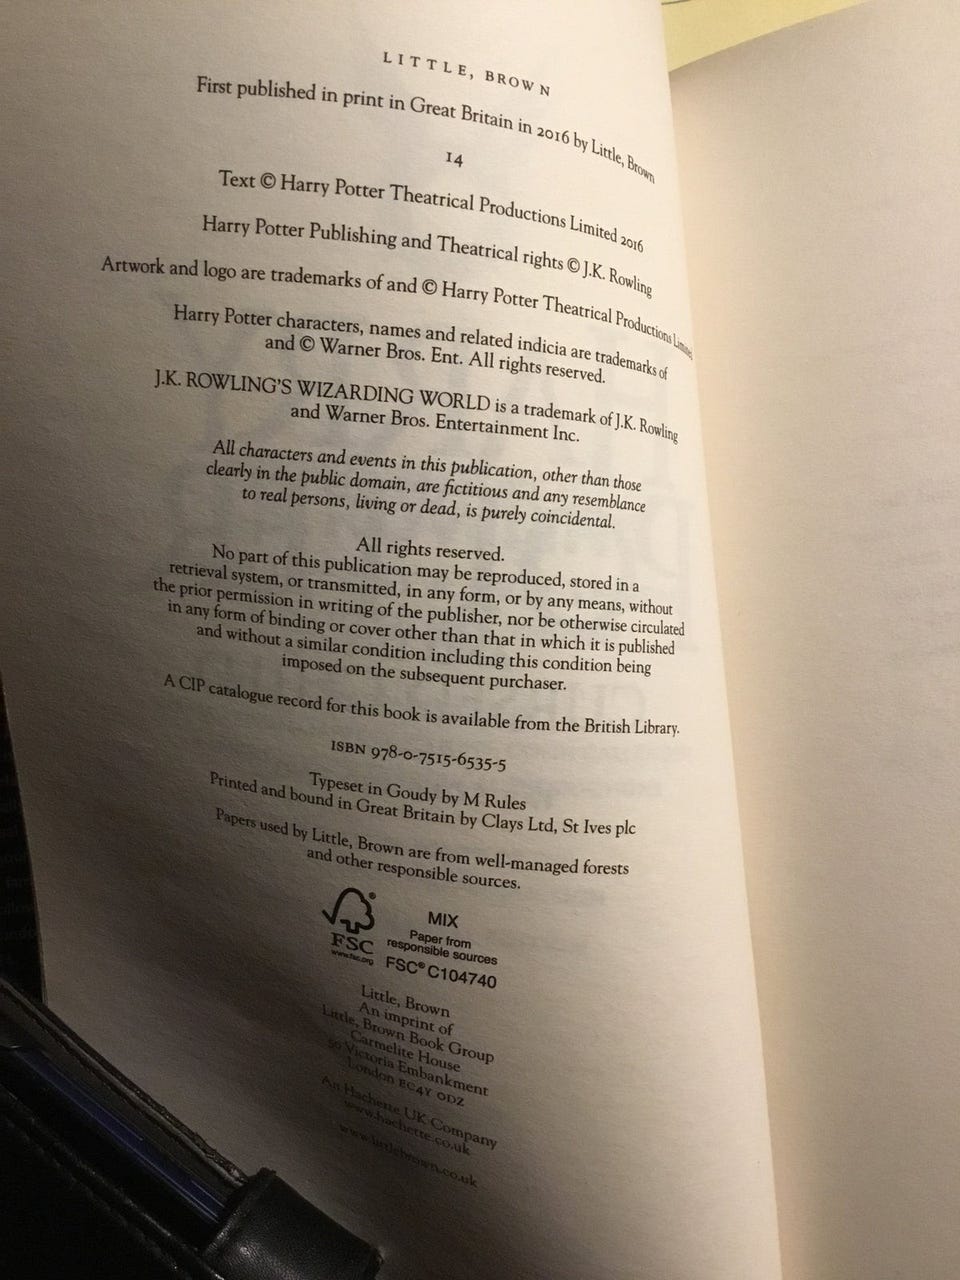 LITTLE, BROWN
First published in print in Great Britain in 2016 by Little, Brown
14
Text © Harry Potter Theatrical Productions Limited 2016
Harry Potter Publishing and Theatrical rights © J.K. Rowling
Artwork and logo are trademarks of and © Harry Potter Theatrical Productions Limited
Harry Potter characters, names and related indicia are trademarks of
and © Warner Bros. Ent. All rights reserved.
J.K. ROWLING'S WIZARDING WORLD is a trademark of J.K. Rowling
and Warner Bros. Entertainment Inc.
All characters and events in this publication, other than those
clearly in the public domain, are fictitious and any resemblance
to real persons, living or dead, is purely coincidental.
All rights reserved.
No part of this publication may be reproduced, stored in a
retrieval system, or transmitted, in any form, or by any means, without
the prior permission in writing of the publisher, nor be otherwise circulated
in any form of binding or cover other than that in which it is published
and without a similar condition including this condition being
imposed on the subsequent purchaser.
A CIP catalogue record for this book is available from the British Library.
ISBN 978-0-7515-6535-5
Typeset in Goudy by M Rules
Printed and bound in Great Britain by Clays Ltd, St Ives plc
Papers used by Little, Brown are from well-managed forests
and other responsible sources.
FSC®
www.fsc.org
MIX
Paper from
responsible sources
FSC® C104740
Little, Brown
An imprint of
Little, Brown Book Group
Carmelite House
50 Victoria Embankment
London EC4Y 0DZ
An Hachette UK Company
www.hachette.co.uk
www.littlebrown.co.uk